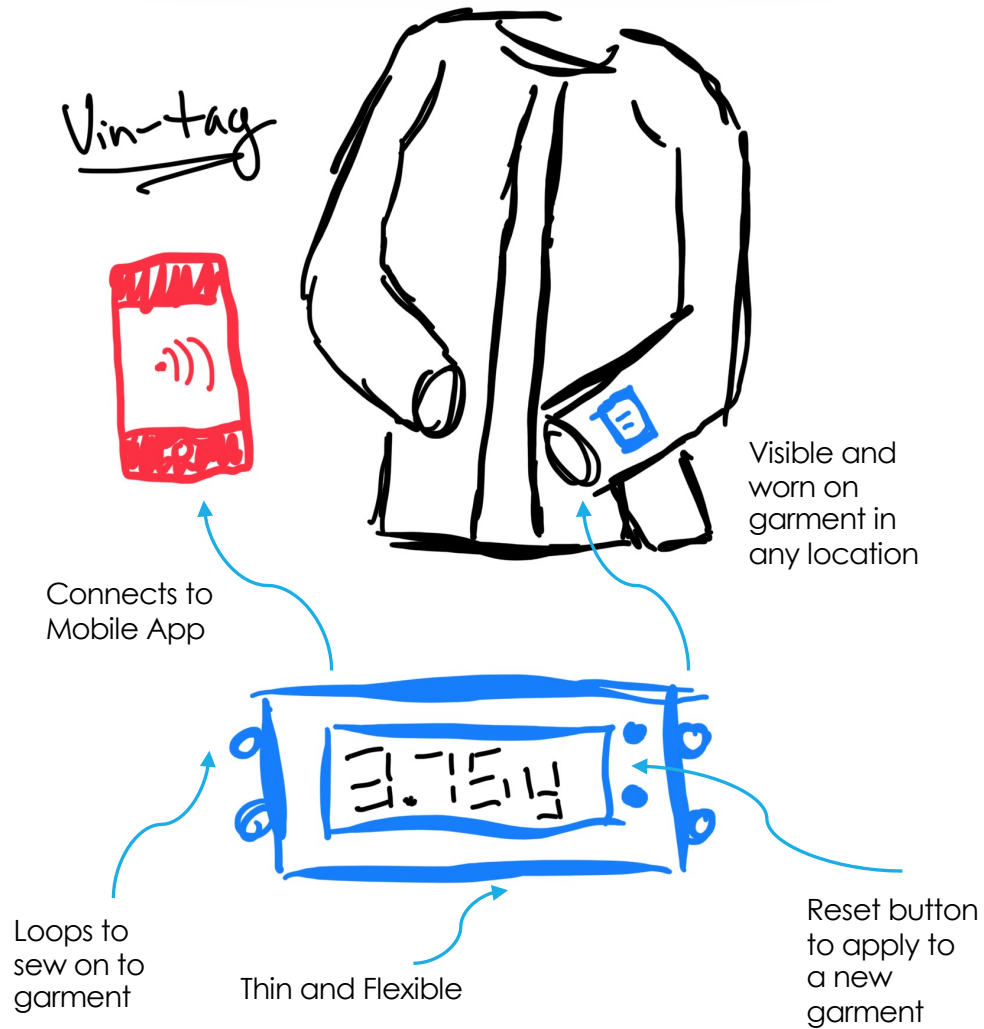 Vin-tag
Visible and
worn on
garment in
any location
Connects to
Mobile App
3.75y
Loops to
sew on to
garment
Thin and Flexible
Reset button
to apply to
a new
garment